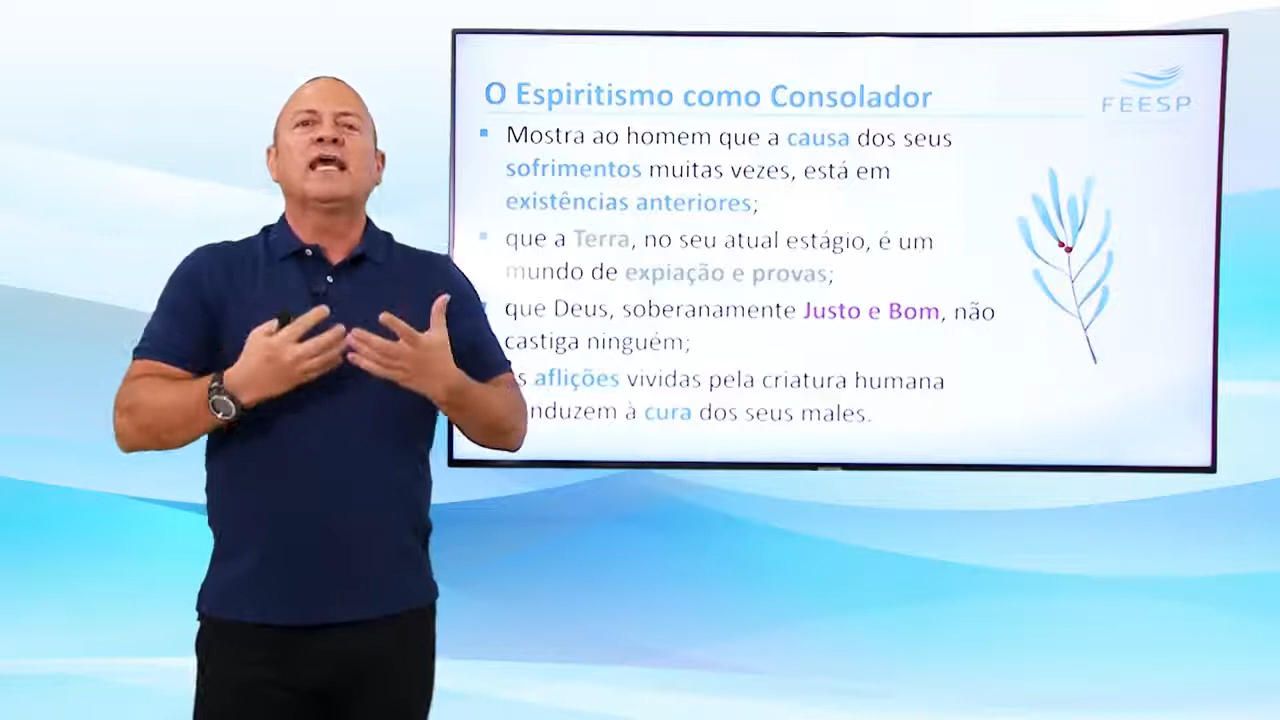 O Espiritismo como Consolador
FEESP
Mostra ao homem que a causa dos seus
sofrimentos muitas vezes, está em
existências anteriores;
que a Terra, no seu atual estágio, é um
mundo de expiação e provas;
que Deus, soberanamente Justo e Bom, não
castiga ninguém;
aflições vividas pela criatura humana
à cura dos seus males.